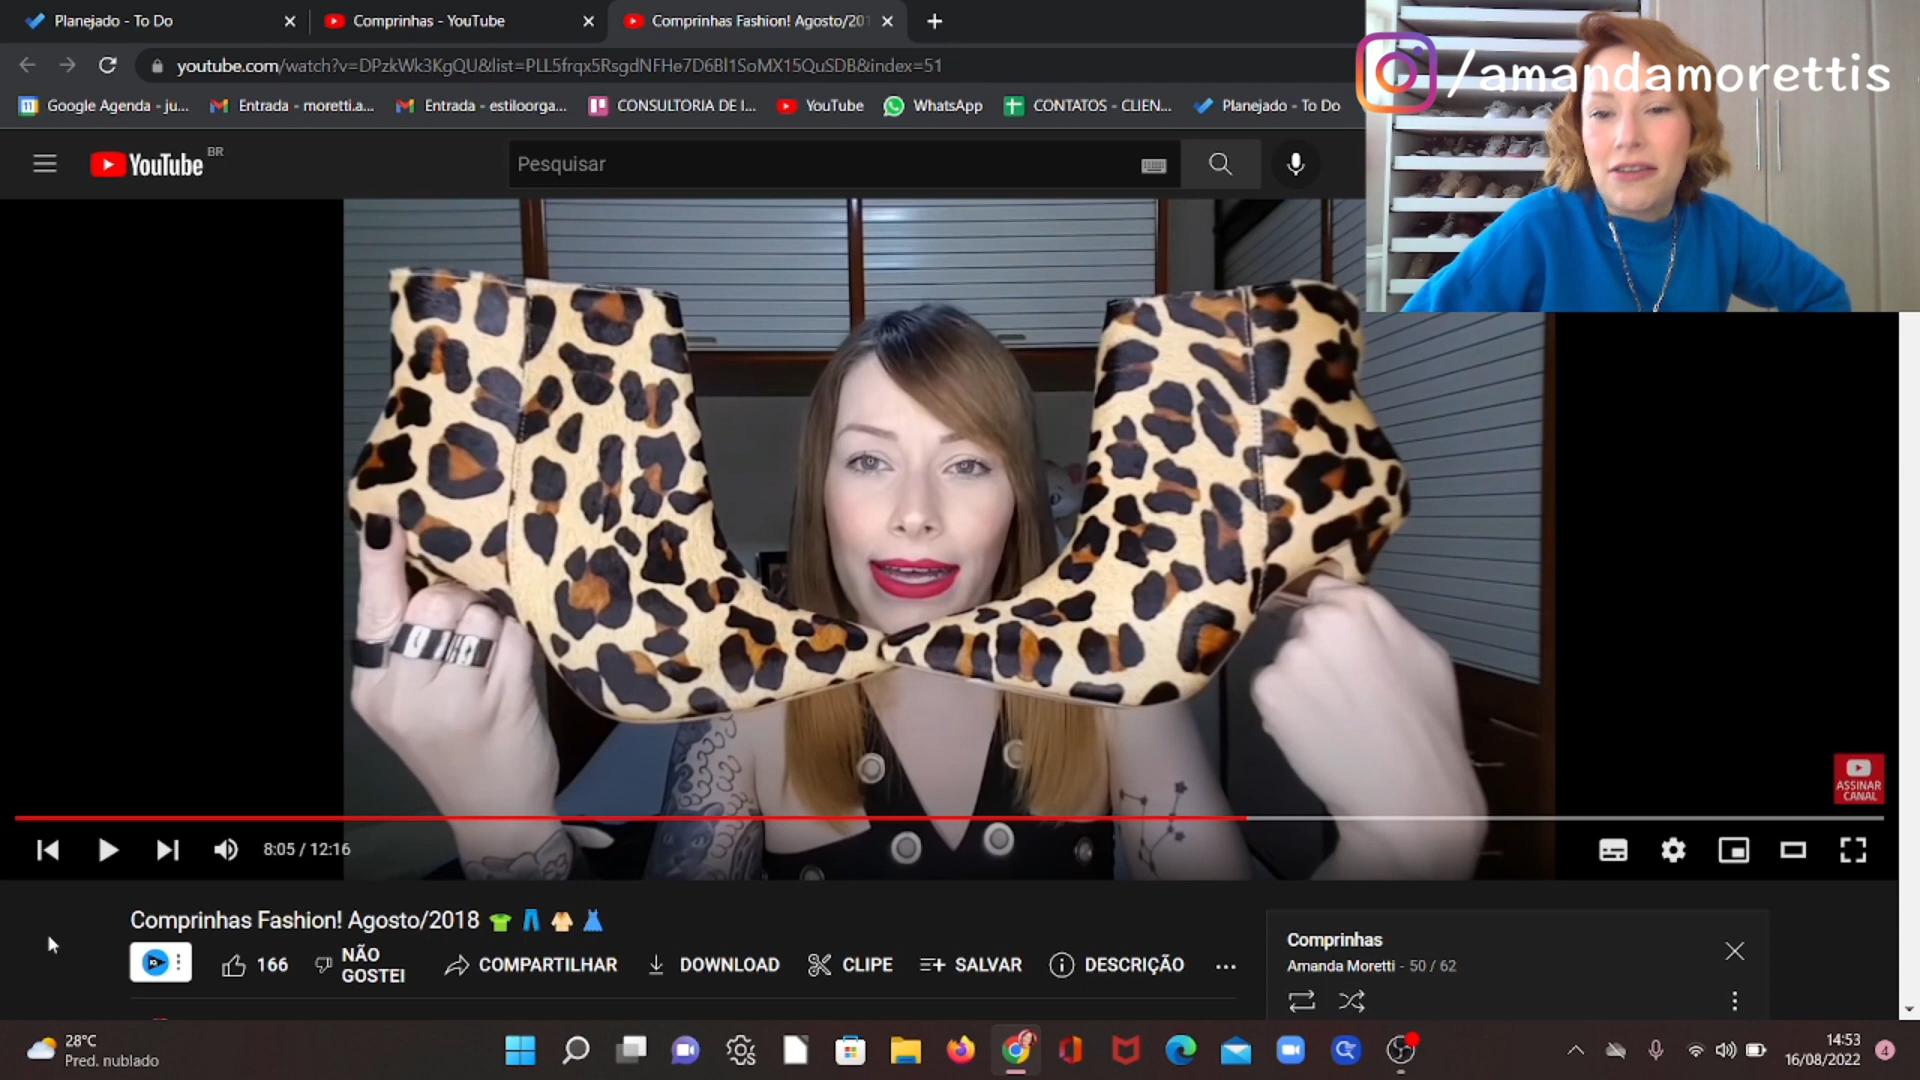 Planejado - To Do
Comprinhas - YouTube
Comprinhas Fashion! Agosto/201
youtube.com/watch?v=DPzkWk3KgQU&list=PLL5frqx5RsgdNFHe7D6Bl1SoMX15QuSDB&index=51
/amandamorettis
Google Agenda - ju...
Entrada - moretti.a...
Entrada - estiloorga...
CONSULTORIA DE I...
YouTube
WhatsApp
CONTATOS - CLIEN...
Planejado - To Do
YouTube BR
Pesquisar
ASSINAR
CANAL
8:05 / 12:16
Comprinhas Fashion! Agosto/2018
166
NÃO
GOSTEI
COMPARTILHAR
DOWNLOAD
CLIPE
SALVAR
DESCRIÇÃO
Comprinhas
Amanda Moretti - 50 / 62
28°C
Pred. nublado
14:53
16/08/2022
4